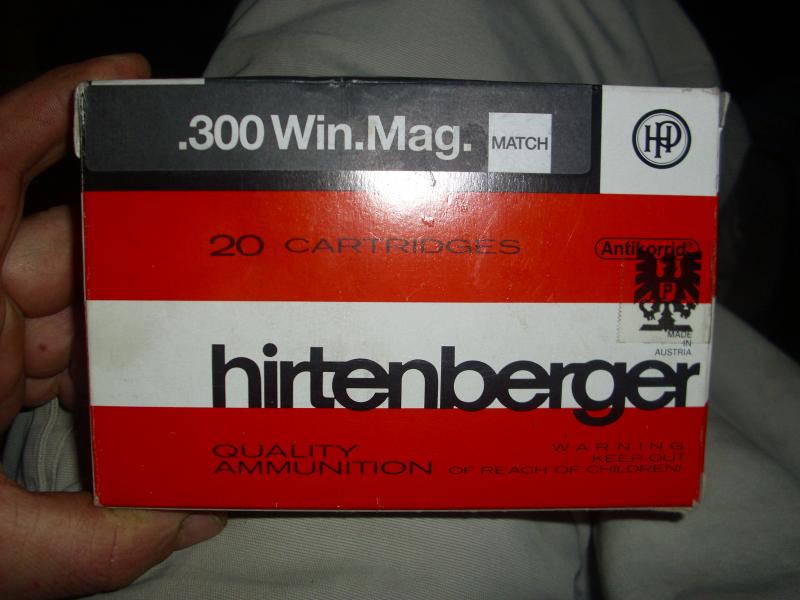 .300 Win.Mag. MATCH
HP
20 CARTRIDGES
Antikorrid®
P
MADE
IN
AUSTRIA
hirtenberger
QUALITY
AMMUNITION
WARNING
KEEP OUT
OF REACH OF CHILDREN!